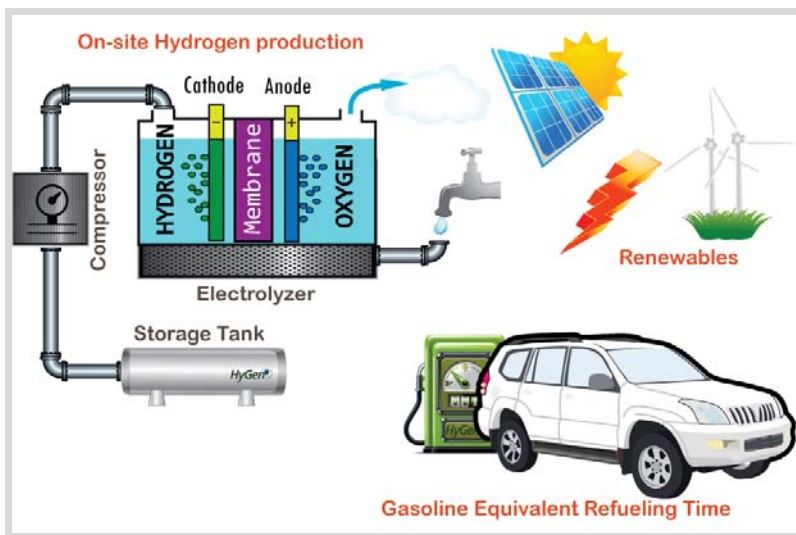 On-site Hydrogen production
Cathode
Anode
-
+
HYDROGEN
Membrane
OXYGEN
Compressor
Electrolyzer
Renewables
Storage Tank
HyGen
HyGen
Gasoline Equivalent Refueling Time